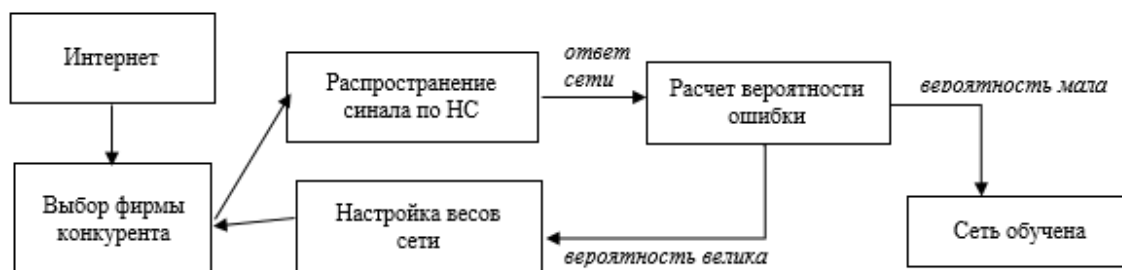 Интернет
ответ
сети
Распространение
синала по НС
Расчет вероятности
ошибки
вероятность мала
Выбор фирмы
конкурента
Настройка весов
сети
вероятность велика
Сеть обучена